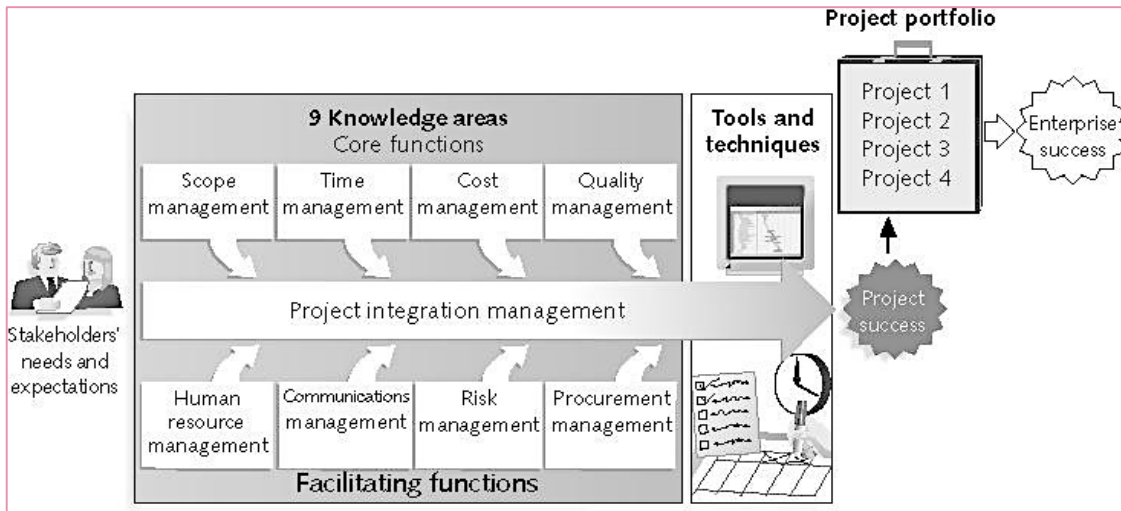 Project portfolio
Project 1
Project 2
Project 3
Project 4
Enterprise
success
9 Knowledge areas
Core functions
Tools and
techniques
Scope
management
Time
management
Cost
management
Quality
management
Stakeholders'
needs and
expectations
Project integration management
Project
success
Human
resource
management
Communications
management
Risk
management
Procurement
management
Facilitating functions